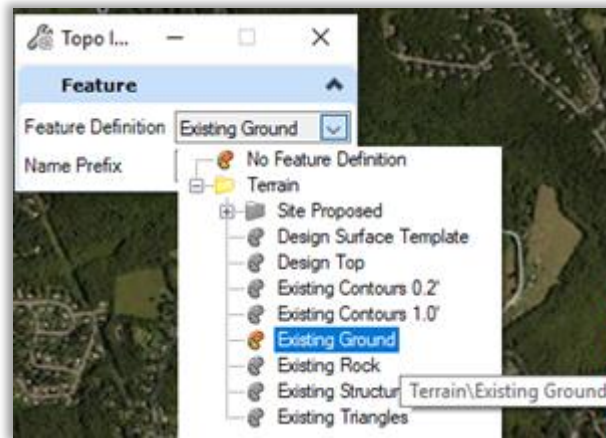 Topo I...
Feature
Feature Definition Existing Ground
Name Prefix
No Feature Definition
Terrain
Site Proposed
Design Surface Template
Design Top
Existing Contours 0.2'
Existing Contours 1.0'
Existing Ground
Existing Rock
Existing Structur Terrain\Existing Ground
Existing Triangles